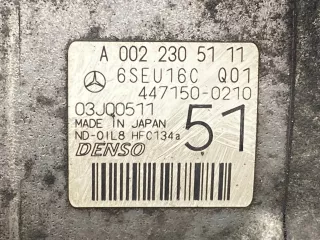 A 002 230 51 11
6SEU16C Q01
447150-0210
03JQ0511
MADE IN JAPAN
ND-OIL8 HFC134a
51
DENSO